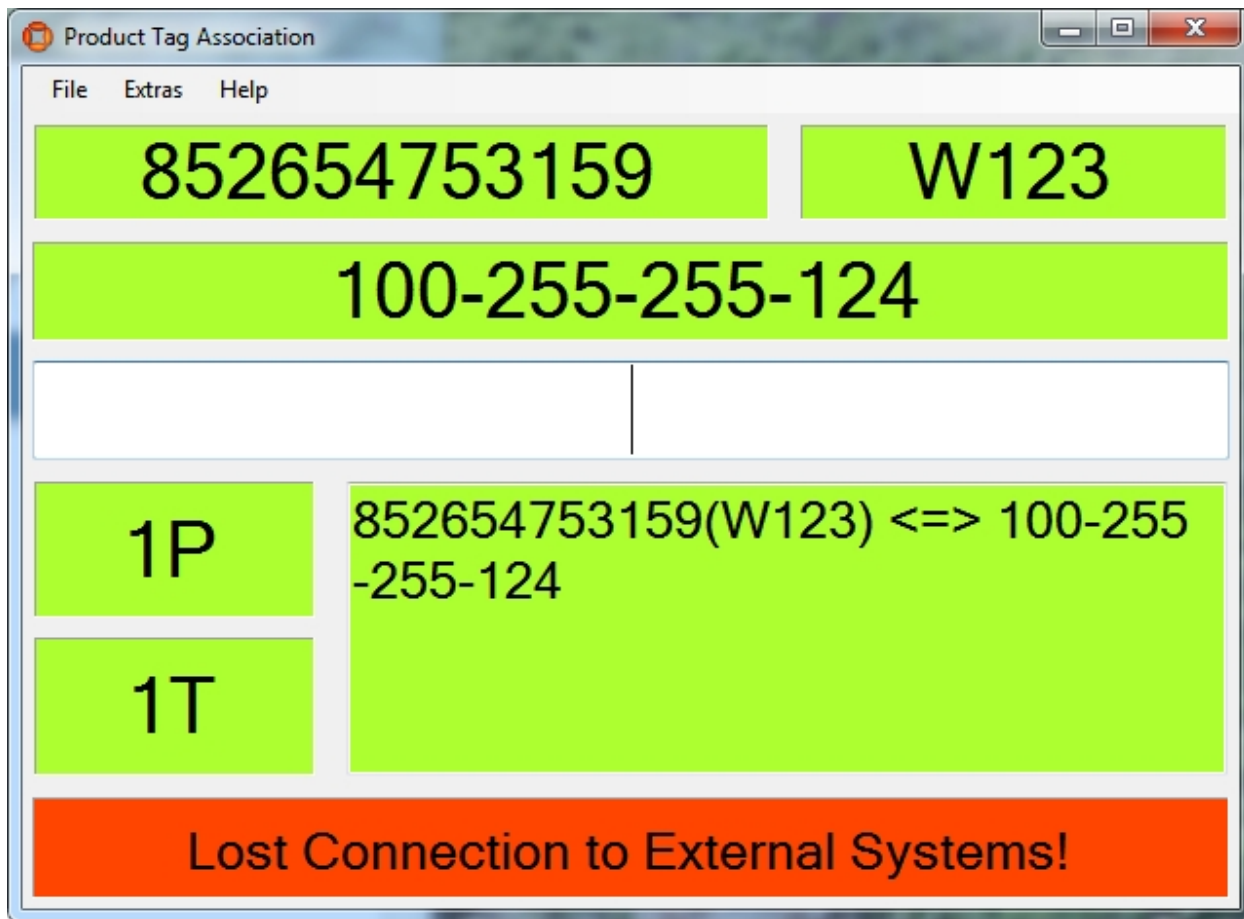 Product Tag Association
File Extras Help
852654753159 W123
100-255-255-124
1P
852654753159(W123) <=> 100-255
-255-124
1T
Lost Connection to External Systems!